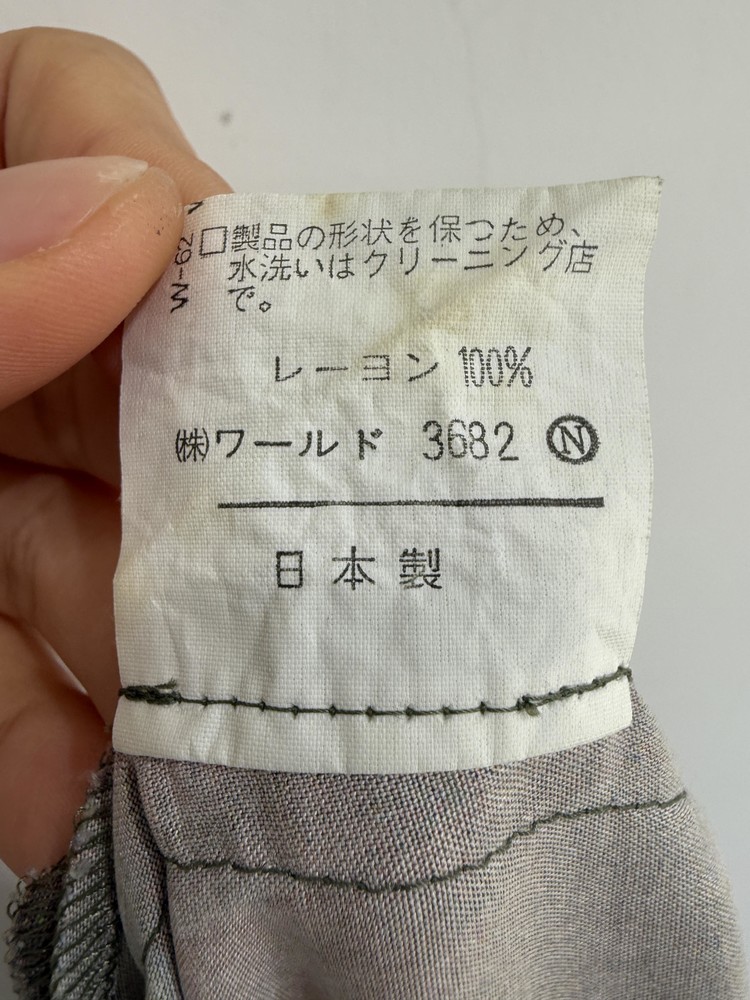 W-62
□製品の形状を保つため、
水洗いはクリーニング店
で。
レーヨン 100%
㈱ワールド 3682 Ⓝ
日本製